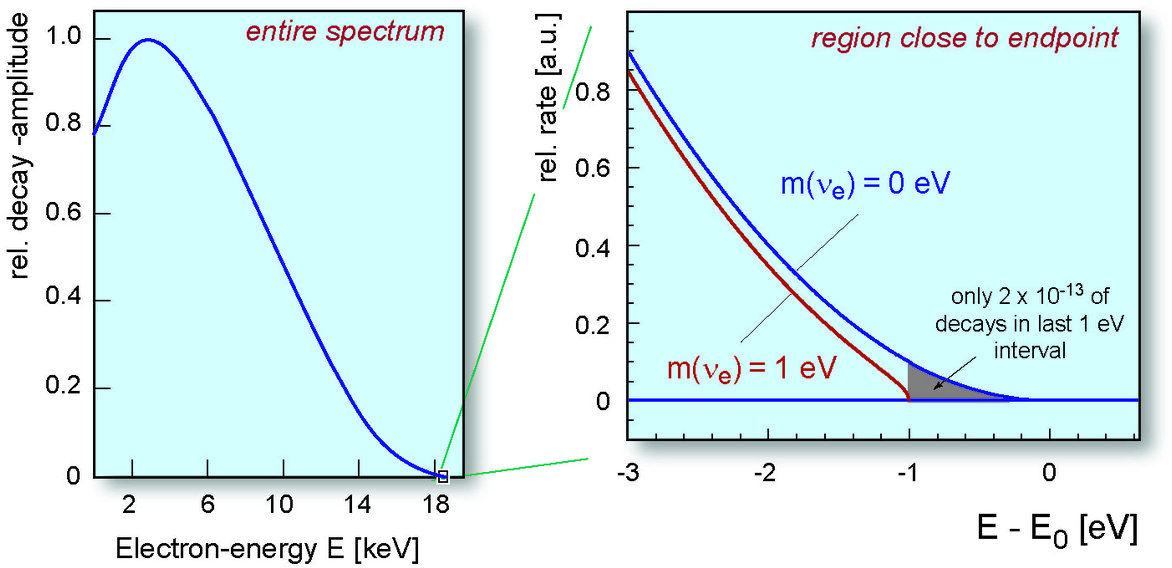 entire spectrum
rel. decay -amplitude
1.0
0.8
0.6
0.4
0.2
0
2
6
10
14
18
Electron-energy E [keV]
region close to endpoint
rel. rate [a.u.]
0.8
0.6
0.4
0.2
0
m(νe) = 0 eV
only 2 x 10-13 of
decays in last 1 eV
interval
m(νe) = 1 eV
-3
-2
-1
0
E - E0 [eV]